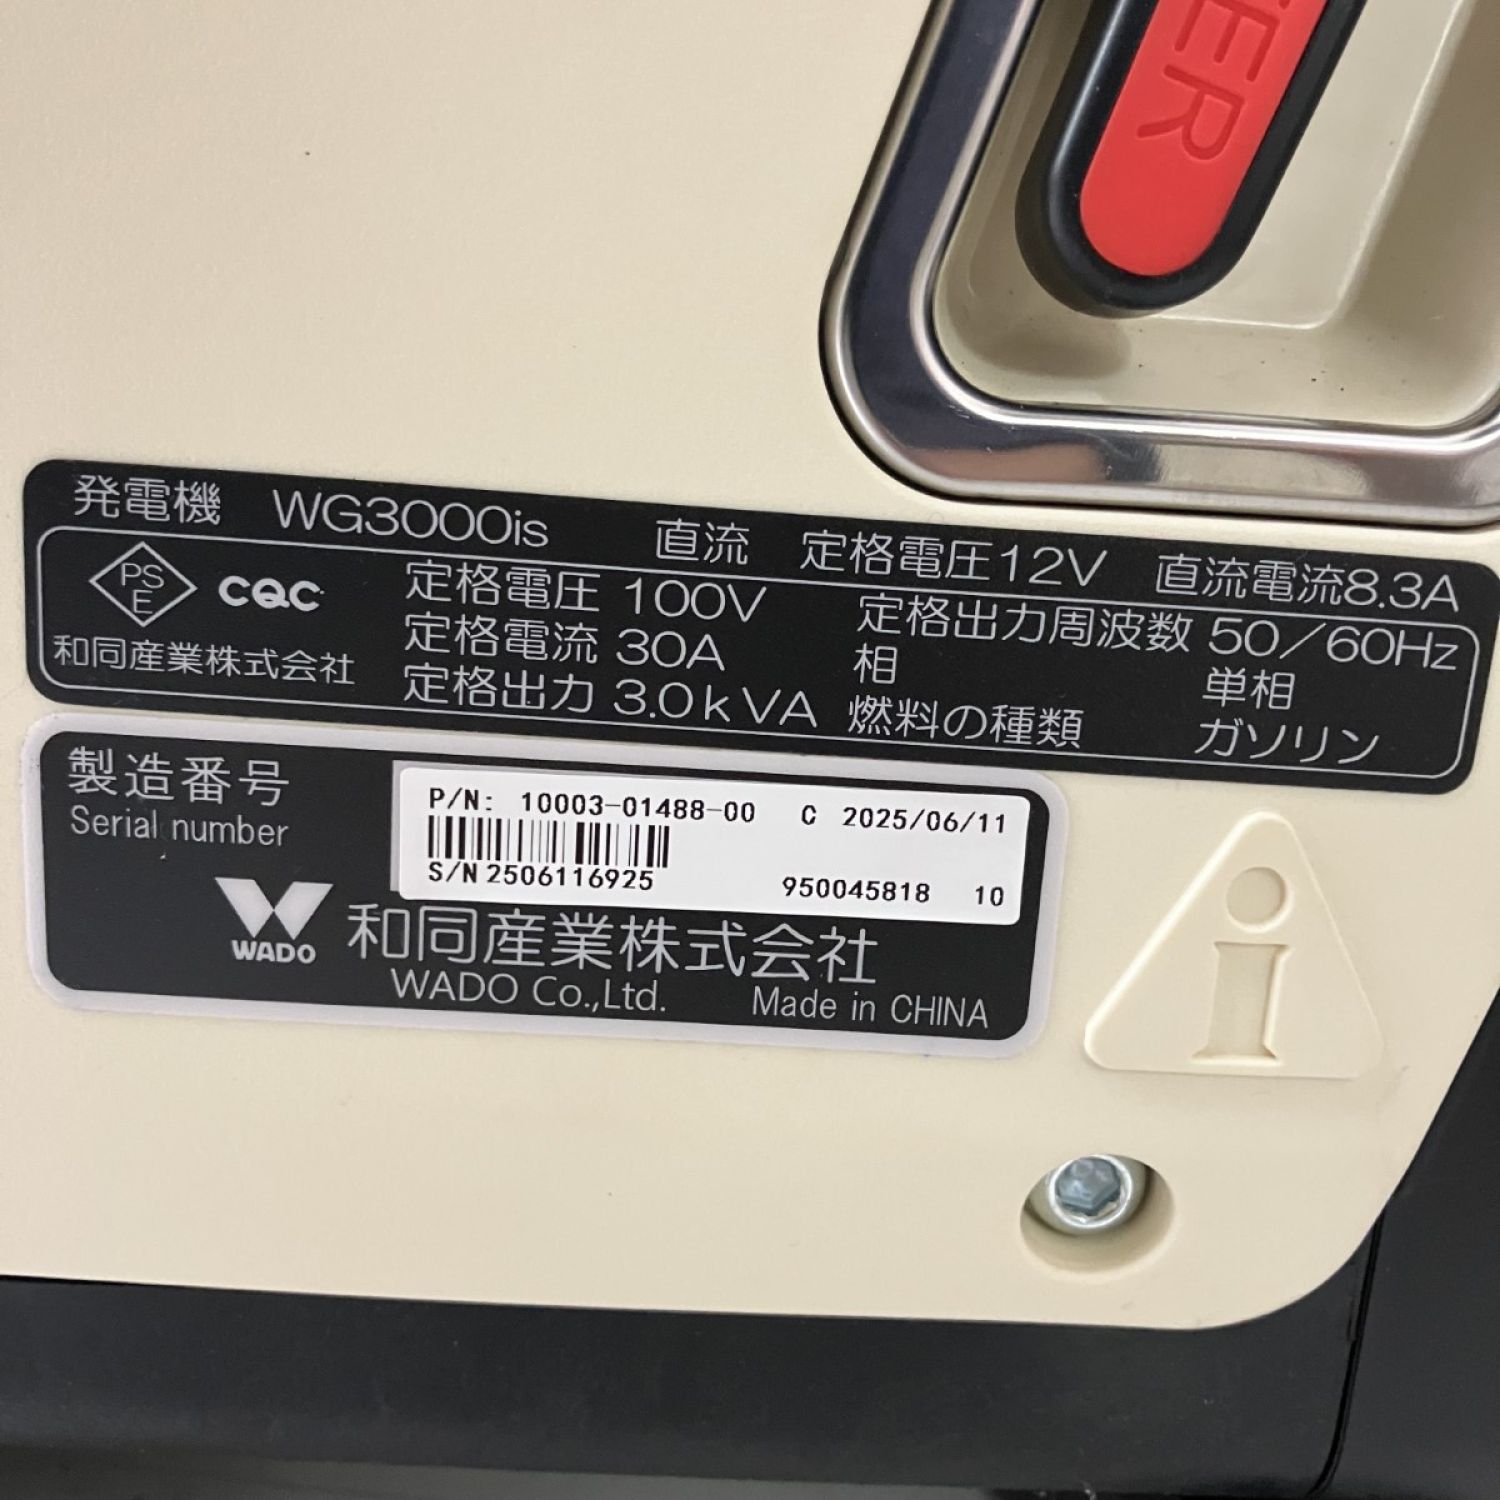 TER
発電機 WG3000is 直流 定格電圧12V 直流電流8.3A
PS
E
CQC
和同産業株式会社
定格電圧 100V 定格出力周波数 50/60Hz
定格電流 30A 相 単相
定格出力 3.0kVA 燃料の種類 ガソリン
製造番号
Serial number
P/N: 10003-01488-00 C 2025/06/11
S/N 2506116925 950045818 10
WADO
和同産業株式会社
WADO Co.,Ltd. Made in CHINA
i